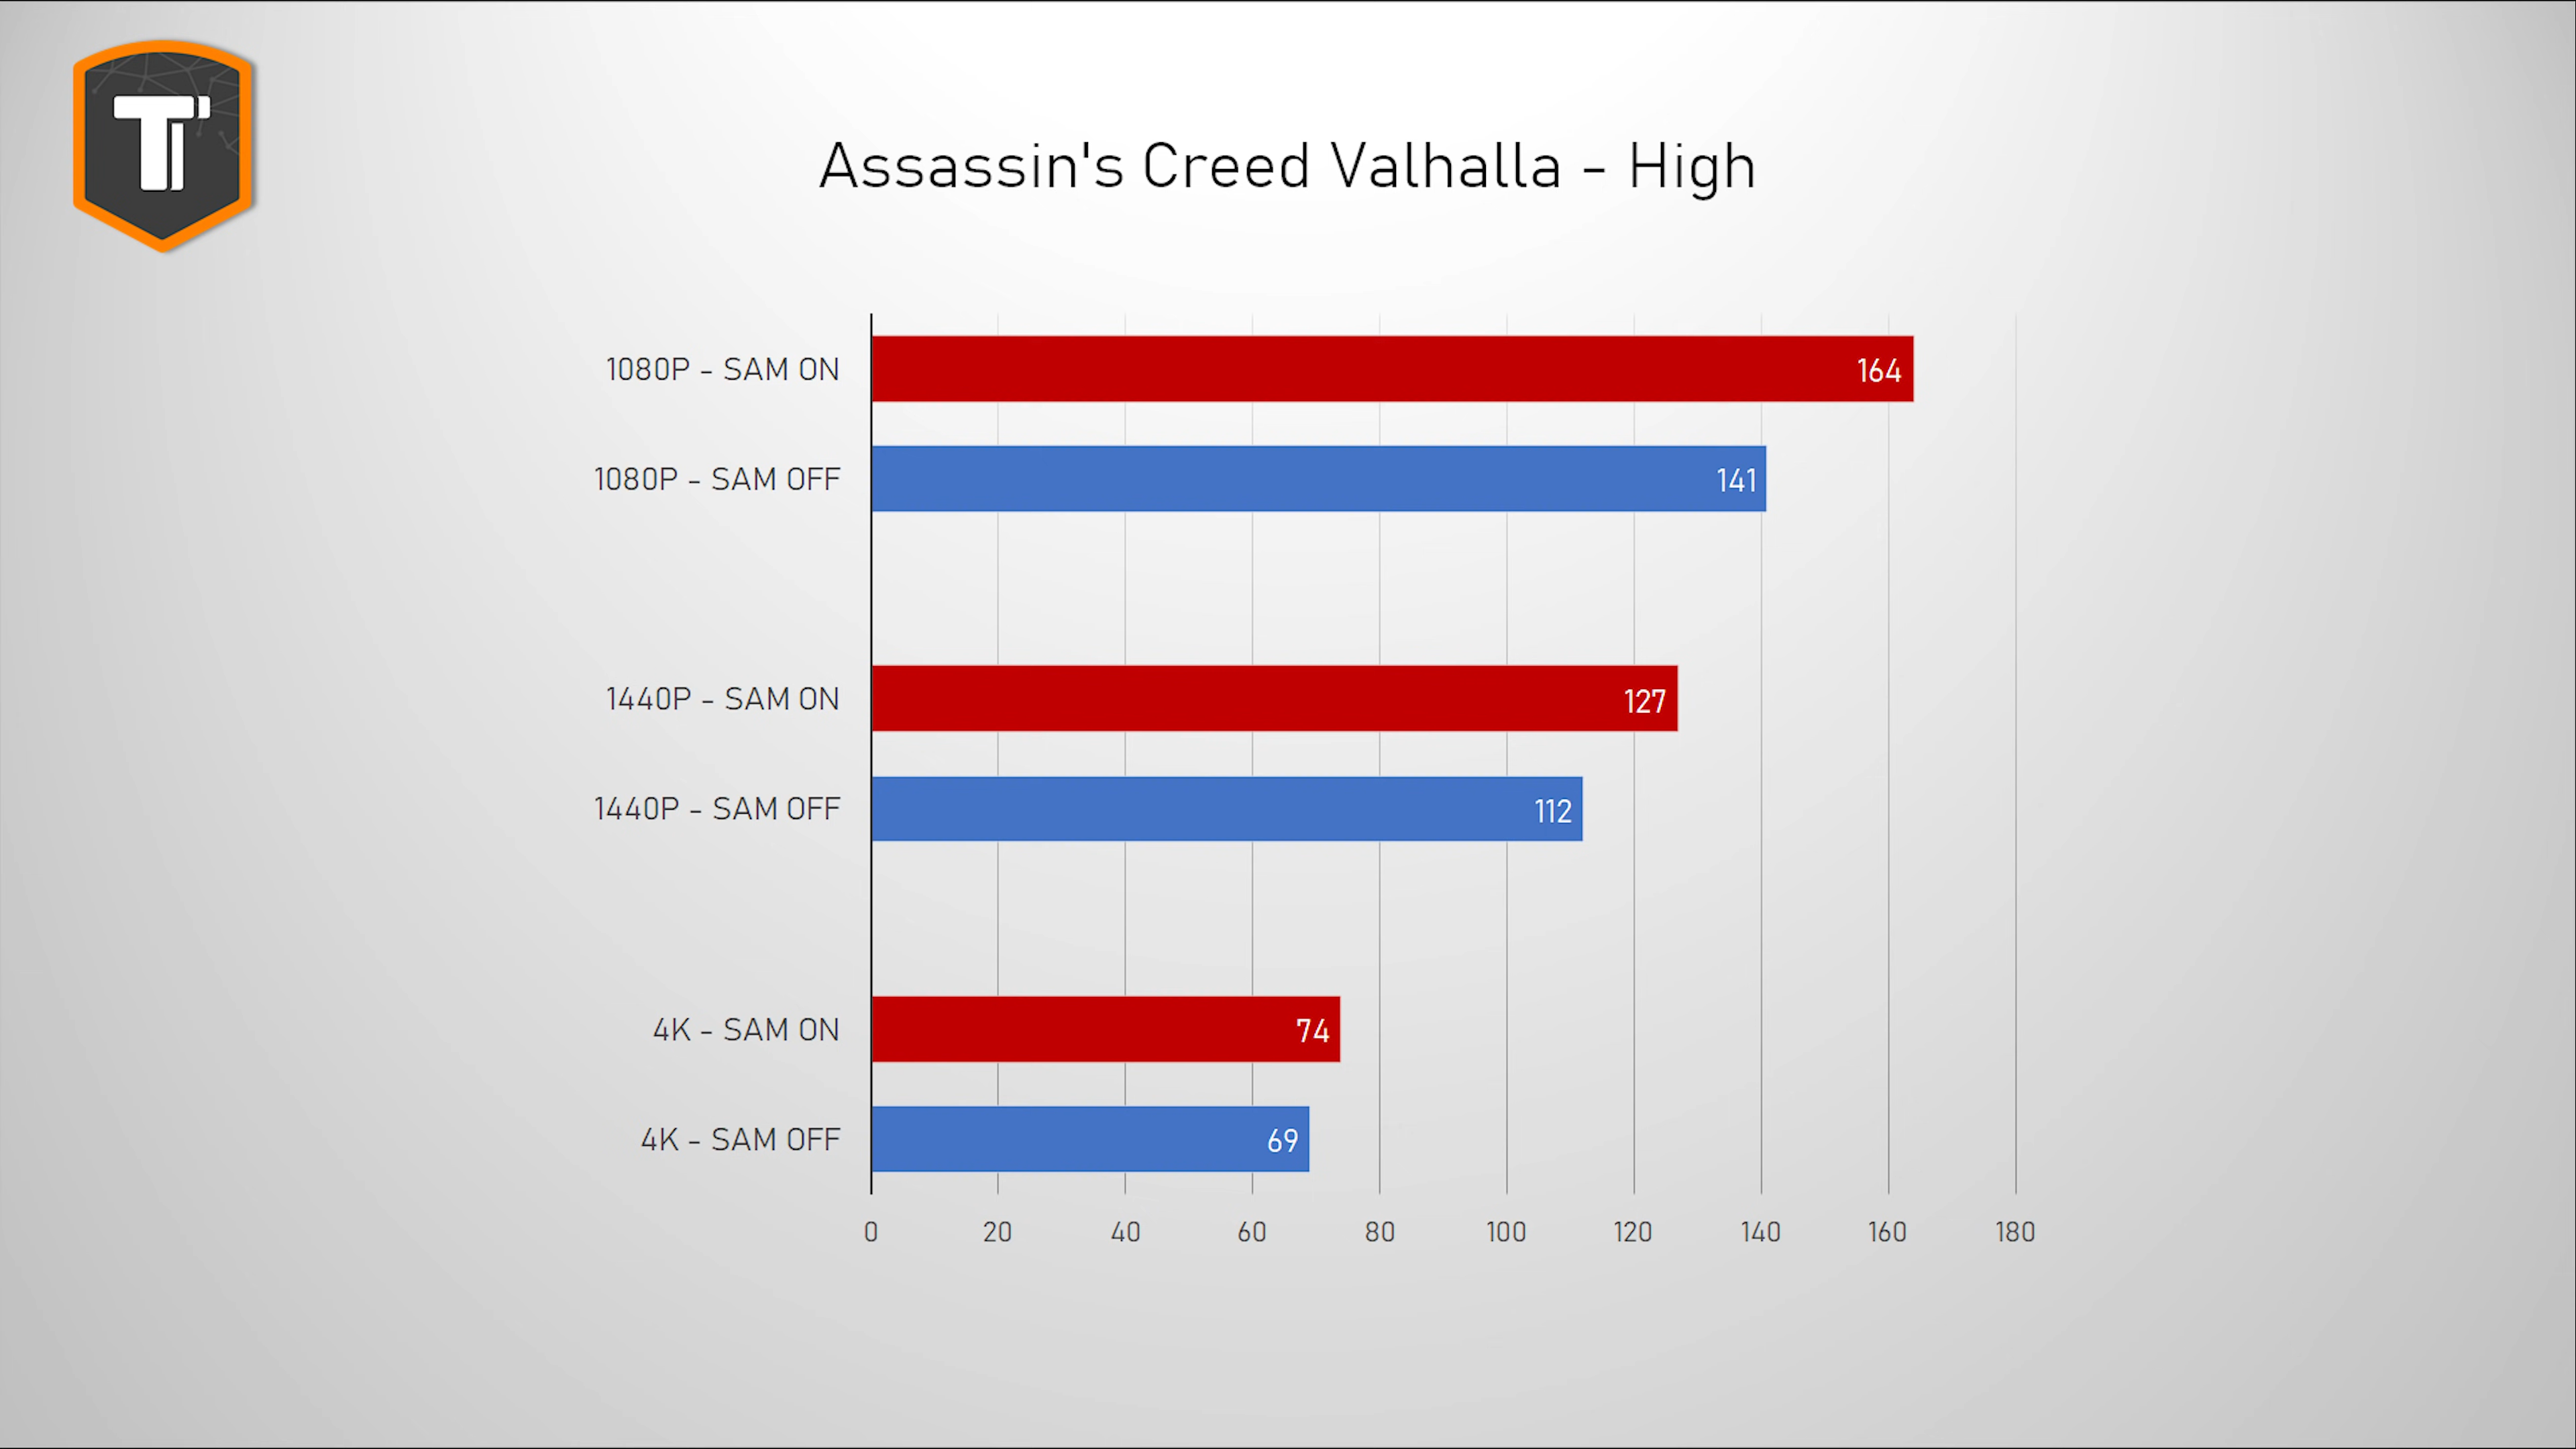 Assassin's Creed Valhalla - High
1080P - SAM ON
164
1080P - SAM OFF
141
1440P - SAM ON
127
1440P - SAM OFF
112
4K - SAM ON
74
4K - SAM OFF
69
0 20 40 60 80 100 120 140 160 180